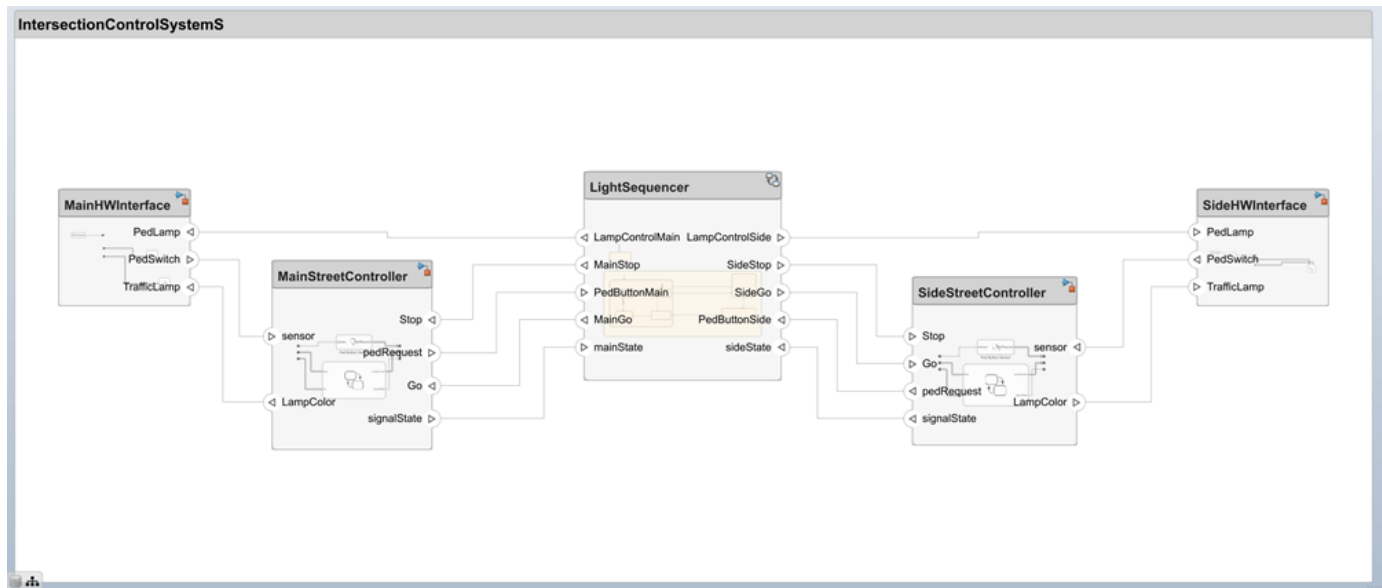 IntersectionControlSystemS
MainHWInterface
PedLamp
PedSwitch
TrafficLamp
MainStreetController
Stop
sensor
pedRequest
Go
LampColor
signalState
LightSequencer
LampControlMain LampControlSide
MainStop SideStop
PedButtonMain SideGo
MainGo PedButtonSide
mainState sideState
SideStreetController
Stop
sensor
Go
pedRequest
LampColor
signalState
SideHWInterface
PedLamp
PedSwitch
TrafficLamp